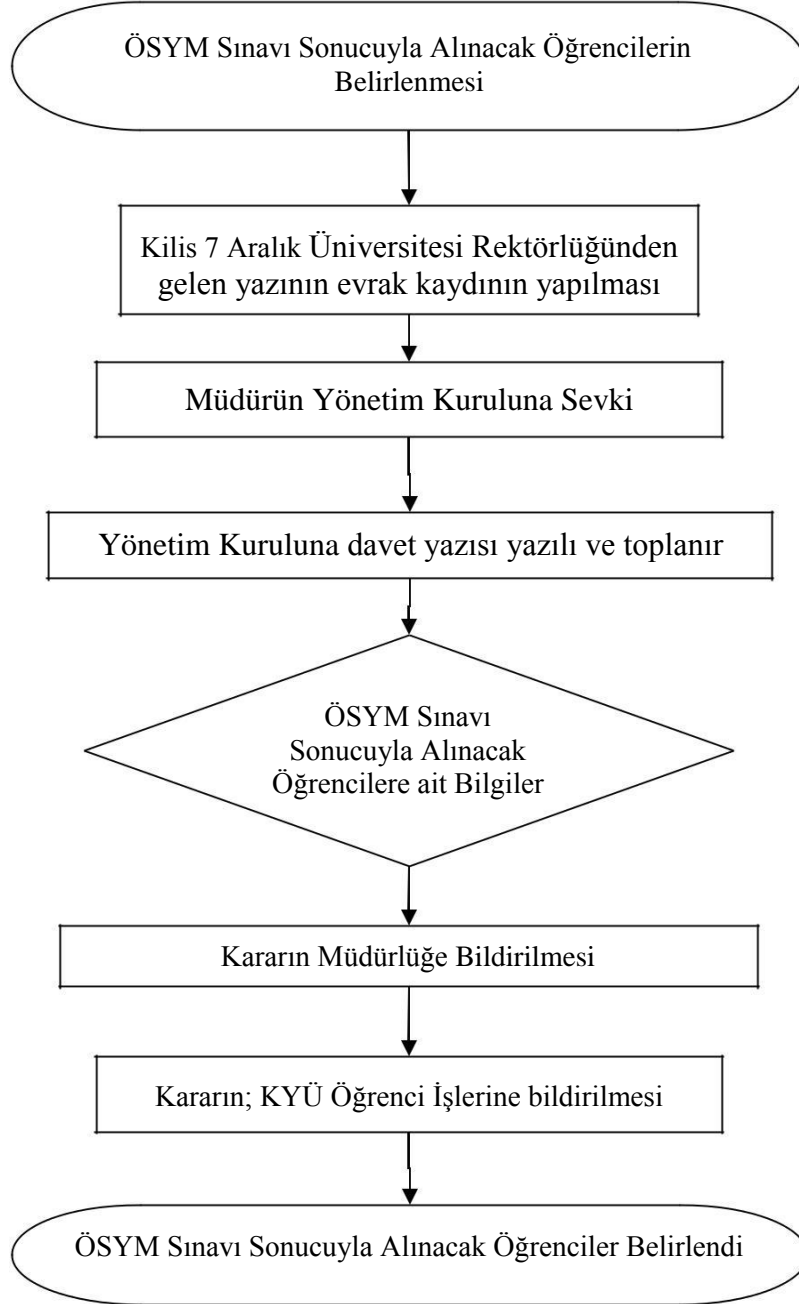 ÖSYM Sınavı Sonucuyla Alınacak Öğrencilerin
Belirlenmesi
Kilis 7 Aralık Üniversitesi Rektörlüğünden
gelen yazının evrak kaydının yapılması
Müdürün Yönetim Kuruluna Sevki
Yönetim Kuruluna davet yazısı yazılı ve toplanır
ÖSYM Sınavı
Sonucuyla Alınacak
Öğrencilere ait Bilgiler
Kararın Müdürlüğe Bildirilmesi
Kararın; KYÜ Öğrenci İşlerine bildirilmesi
ÖSYM Sınavı Sonucuyla Alınacak Öğrenciler Belirlendi